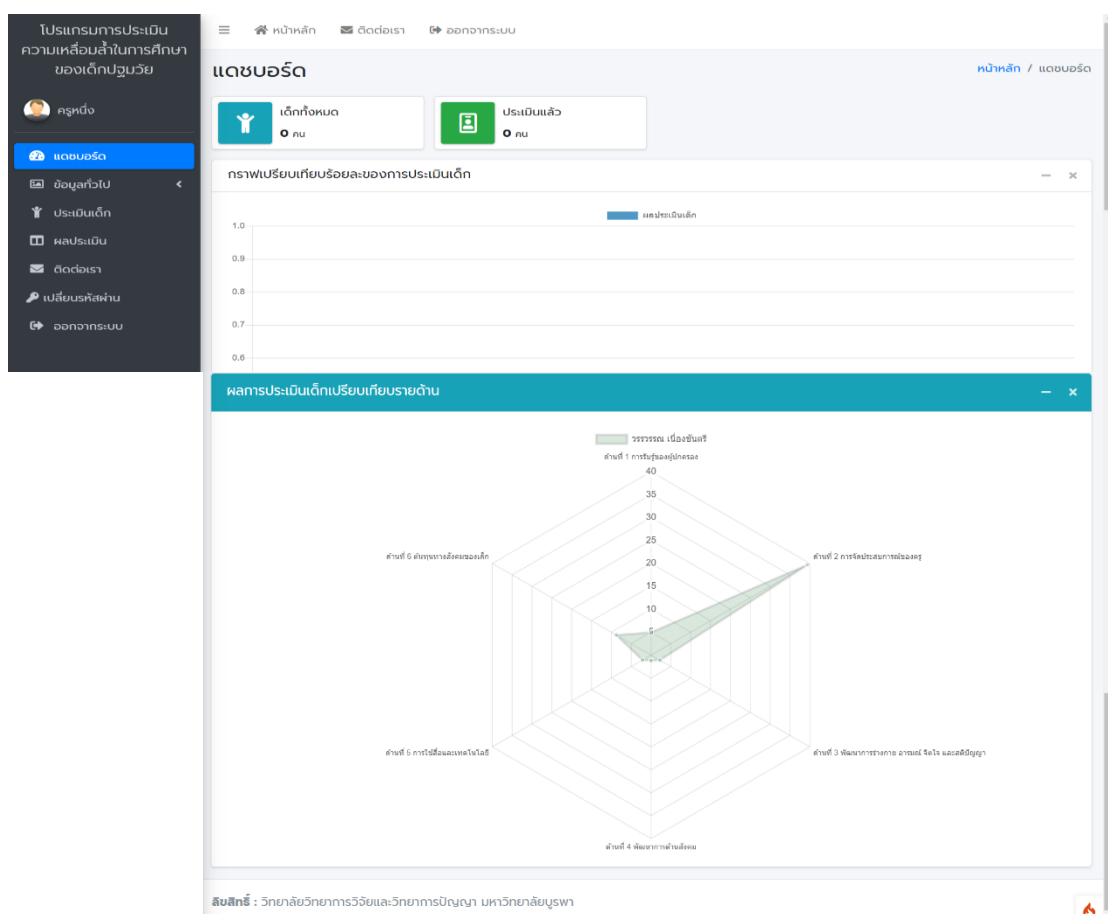 โปรแกรมการประเมิน
ความเหลื่อมล้ำในการศึกษา
ของเด็กปฐมวัย
ครูหนึ่ง
แดชบอร์ด
ข้อมูลทั่วไป
ประเมินเด็ก
ผลประเมิน
ติดต่อเรา
เปลี่ยนรหัสผ่าน
ออกจากระบบ
หน้าหลัก ติดต่อเรา ออกจากระบบ
แดชบอร์ด
หน้าหลัก / แดชบอร์ด
เด็กทั้งหมด
0 คน
ประเมินแล้ว
0 คน
กราฟเปรียบเทียบร้อยละของการประเมินเด็ก
ผลประเมินเด็ก
1.0
0.9
0.8
0.7
0.6
ผลการประเมินเด็กเปรียบเทียบรายด้าน
วรรวรรณ เนื่องชันตรี
ด้านที่ 1 การรับรู้ของผู้ปกครอง
40
35
30
25
20
15
10
5
ด้านที่ 6 ต้นทุนทางสังคมของเด็ก
ด้านที่ 2 การจัดประสบการณ์ของครู
ด้านที่ 5 การใช้สื่อและเทคโนโลยี
ด้านที่ 3 พัฒนาการร่างกาย อารมณ์ จิตใจ และสติปัญญา
ด้านที่ 4 พัฒนาการด้านสังคม
ลิขสิทธิ์ : วิทยาลัยวิทยาการวิจัยและวิทยาการปัญญา มหาวิทยาลัยบูรพา